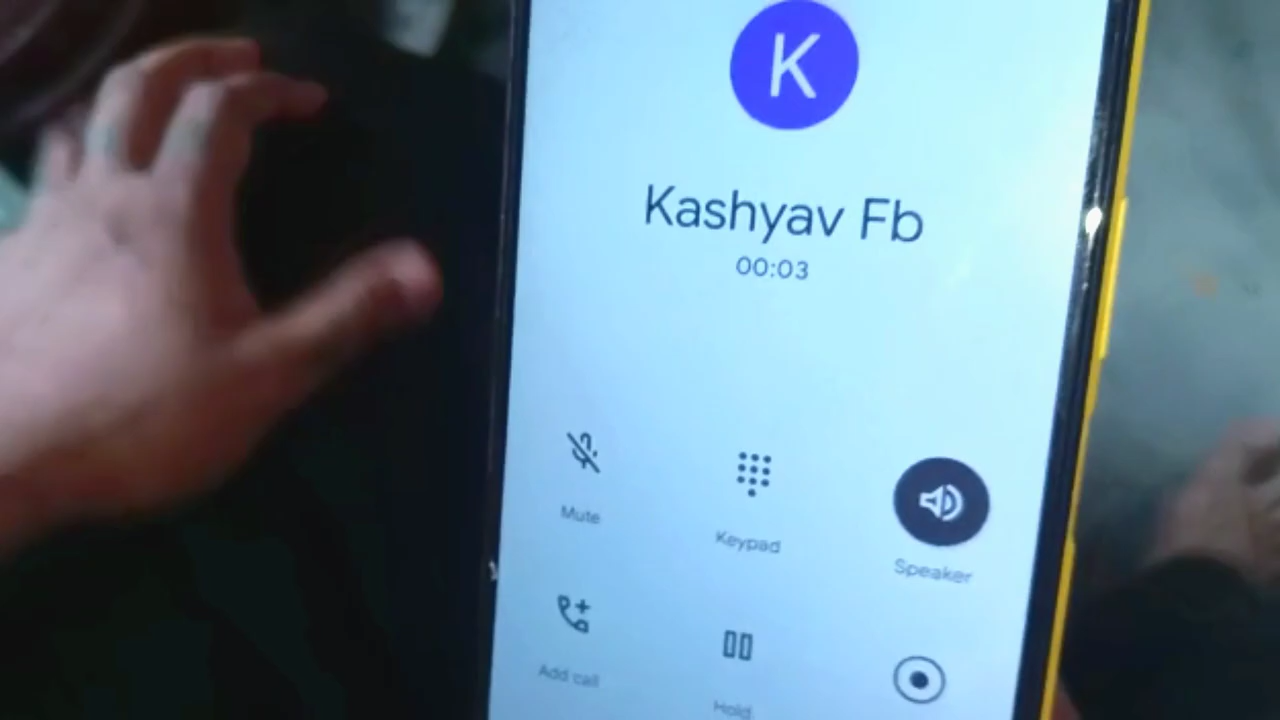 K
Kashyav Fb
00:03
Mute
Keypad
Speaker
Add call
Hold